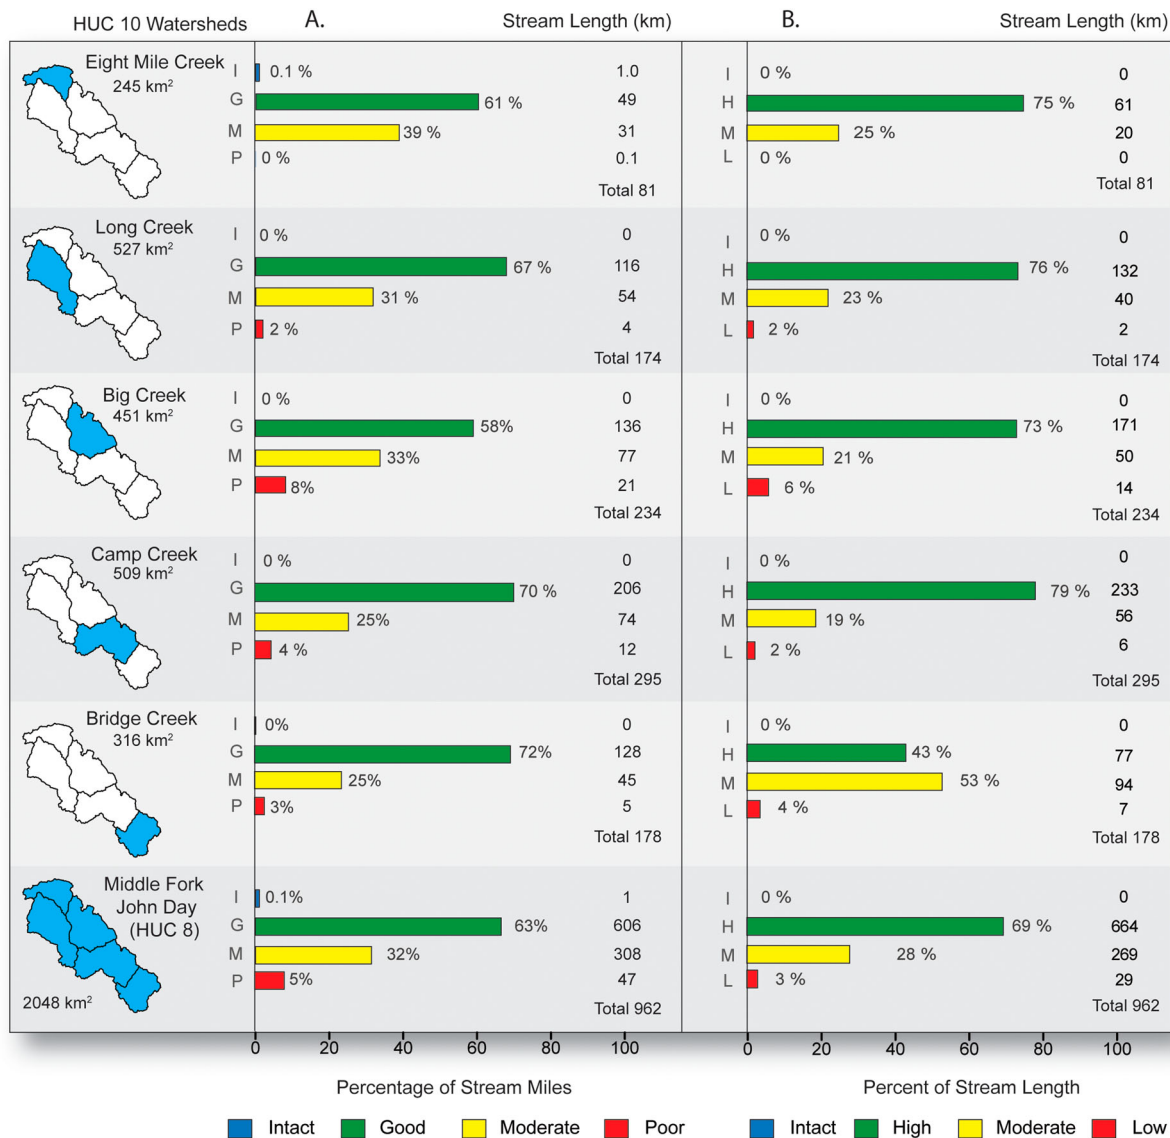 HUC 10 Watersheds A. Stream Length (km) B. Stream Length (km)
Eight Mile Creek
245 km²
I 0.1 % 1.0
G 61 % 49
M 39 % 31
P 0 % 0.1
Total 81
I 0 % 0
H 75 % 61
M 25 % 20
L 0 % 0
Total 81
Long Creek
527 km²
I 0 % 0
G 67 % 116
M 31 % 54
P 2 % 4
Total 174
I 0 % 0
H 76 % 132
M 23 % 40
L 2 % 2
Total 174
Big Creek
451 km²
I 0 % 0
G 58% 136
M 33% 77
P 8% 21
Total 234
I 0 % 0
H 73 % 171
M 21 % 50
L 6 % 14
Total 234
Camp Creek
509 km²
I 0 % 0
G 70 % 206
M 25% 74
P 4 % 12
Total 295
I 0 % 0
H 79 % 233
M 19 % 56
L 2 % 6
Total 295
Bridge Creek
316 km²
I 0% 0
G 72% 128
M 25% 45
P 3% 5
Total 178
I 0 % 0
H 43 % 77
M 53 % 94
L 4 % 7
Total 178
Middle Fork
John Day
(HUC 8)
2048 km²
I 0.1% 1
G 63% 606
M 32% 308
P 5% 47
Total 962
I 0 % 0
H 69 % 664
M 28 % 269
L 3 % 29
Total 962
0 20 40 60 80 100
0 20 40 60 80 100
Percentage of Stream Miles
Percent of Stream Length
Intact Good Moderate Poor
Intact High Moderate Low